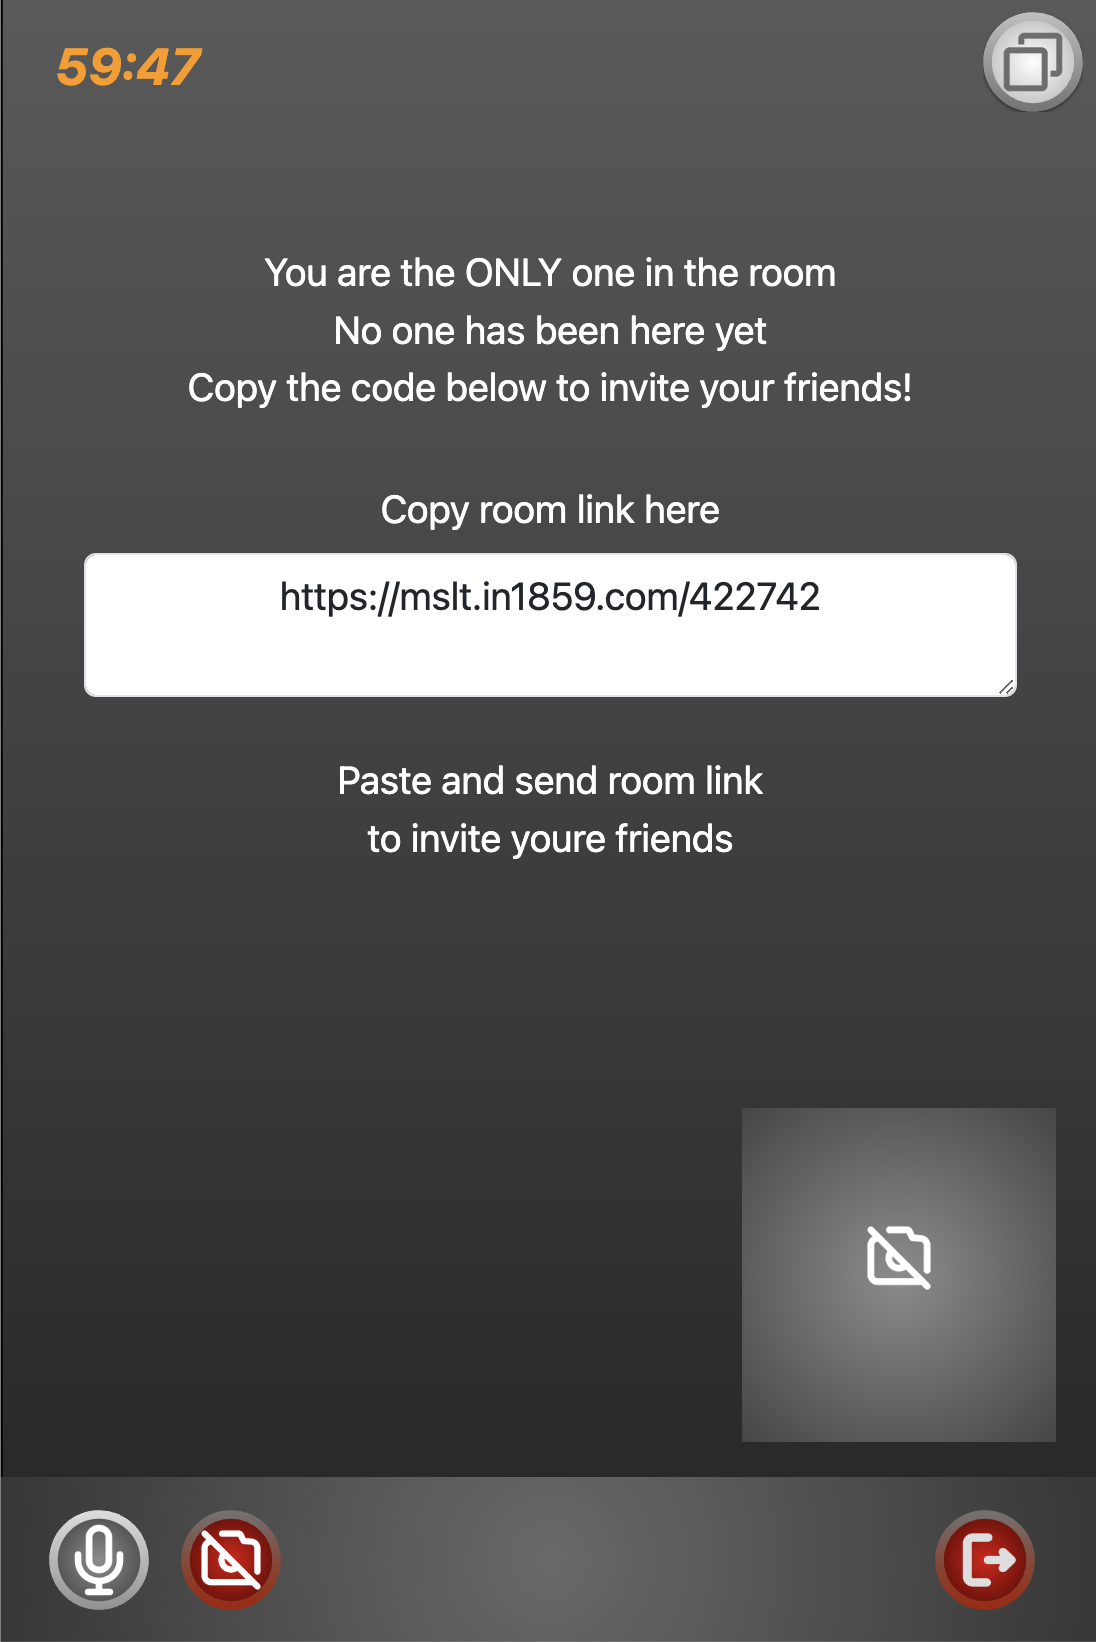 59:47
You are the ONLY one in the room
No one has been here yet
Copy the code below to invite your friends!
Copy room link here
https://mslt.in1859.com/422742
Paste and send room link
to invite youre friends